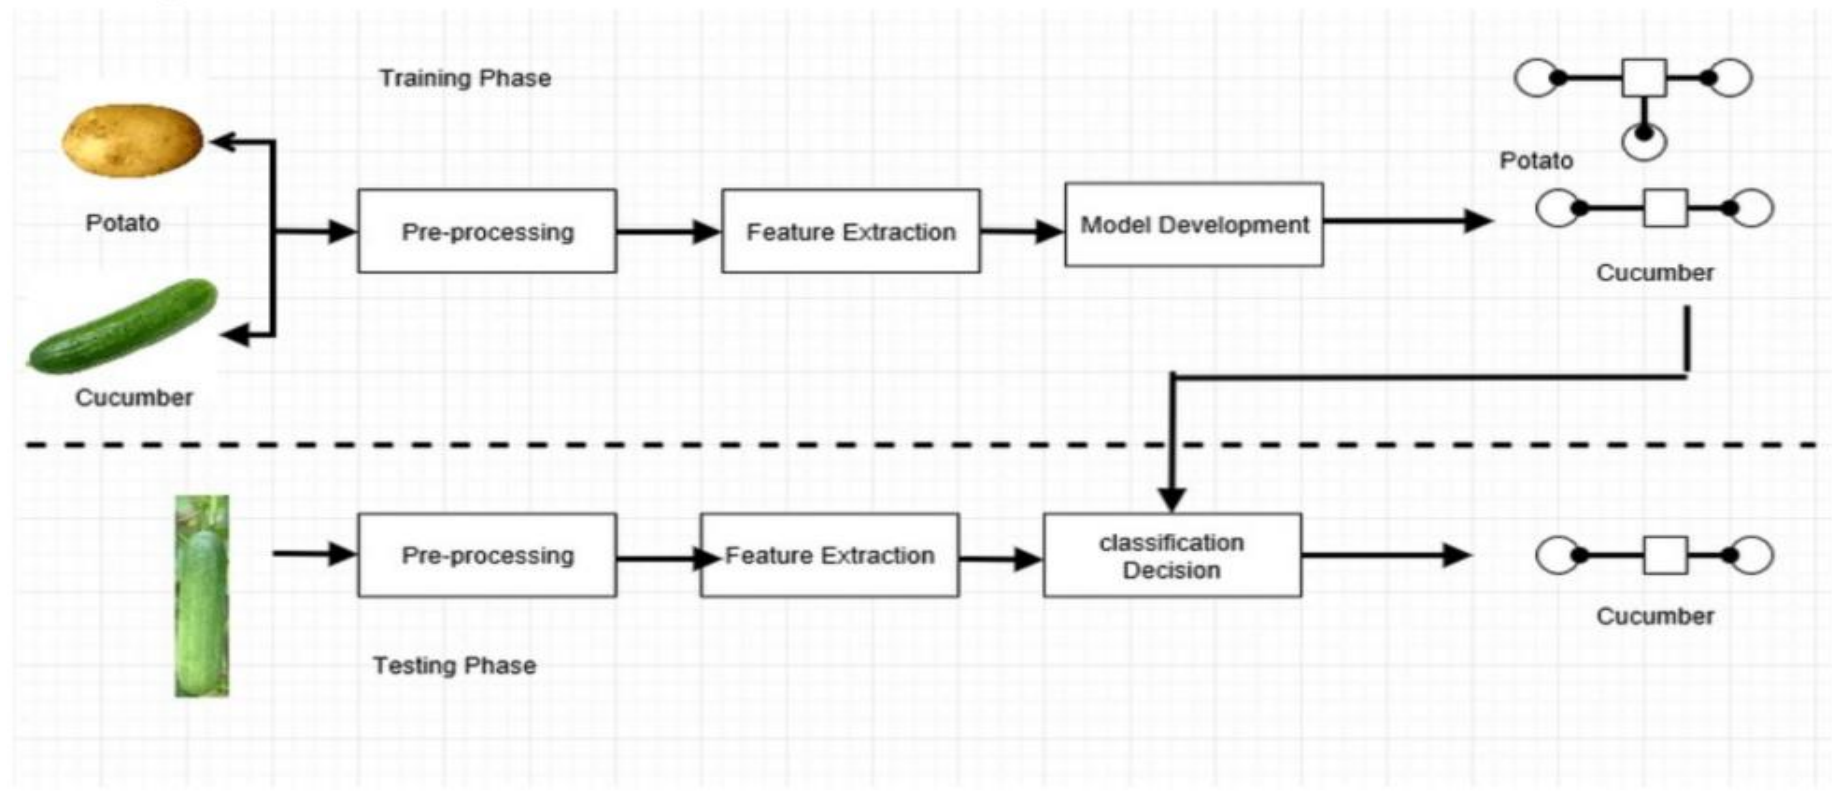 Training Phase
Potato
Cucumber
Pre-processing
Feature Extraction
Model Development
Potato
Cucumber
Pre-processing
Feature Extraction
classification
Decision
Cucumber
Testing Phase